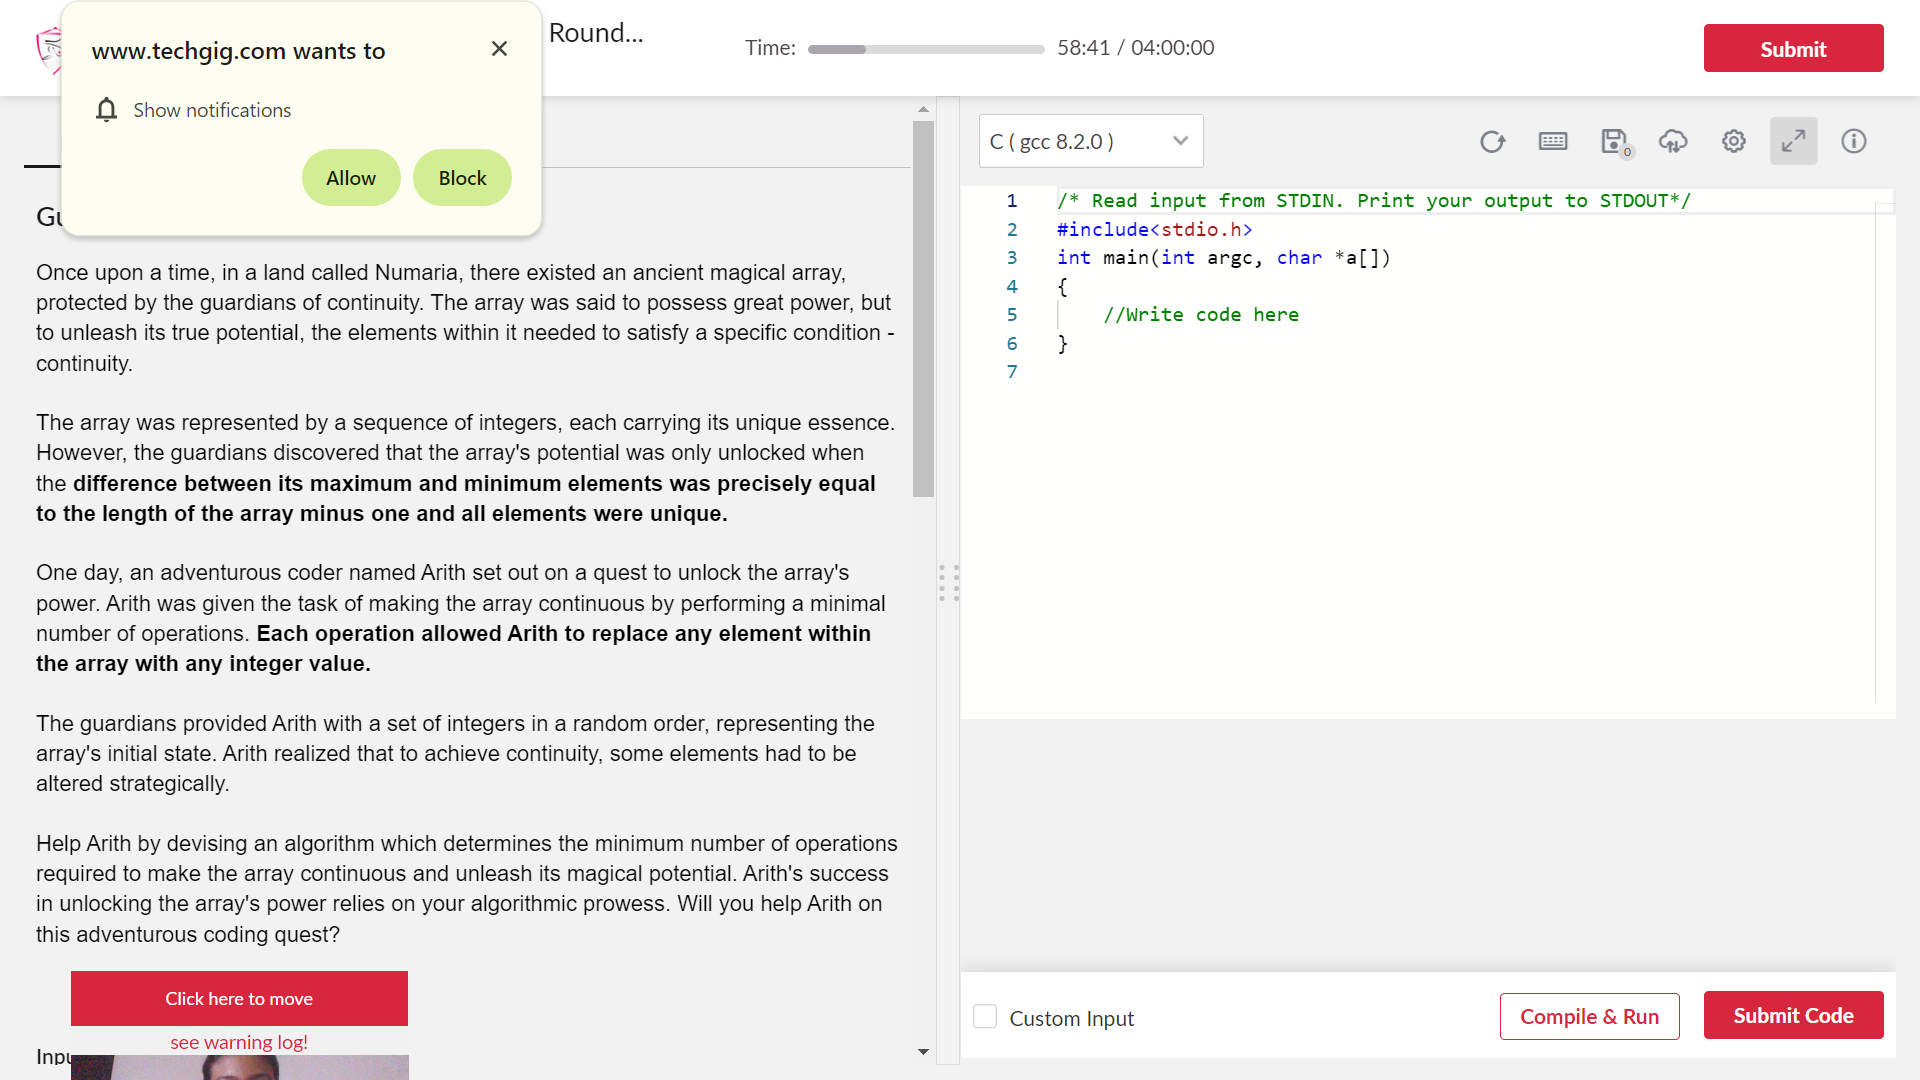 www.techgig.com wants to
Show notifications
Allow
Block
Round...
Time:
58:41 / 04:00:00
Submit
Once upon a time, in a land called Numaria, there existed an ancient magical array,
protected by the guardians of continuity. The array was said to possess great power, but
to unleash its true potential, the elements within it needed to satisfy a specific condition -
continuity.
The array was represented by a sequence of integers, each carrying its unique essence.
However, the guardians discovered that the array's potential was only unlocked when
the difference between its maximum and minimum elements was precisely equal
to the length of the array minus one and all elements were unique.
One day, an adventurous coder named Arith set out on a quest to unlock the array's
power. Arith was given the task of making the array continuous by performing a minimal
number of operations. Each operation allowed Arith to replace any element within
the array with any integer value.
The guardians provided Arith with a set of integers in a random order, representing the
array's initial state. Arith realized that to achieve continuity, some elements had to be
altered strategically.
Help Arith by devising an algorithm which determines the minimum number of operations
required to make the array continuous and unleash its magical potential. Arith's success
in unlocking the array's power relies on your algorithmic prowess. Will you help Arith on
this adventurous coding quest?
Click here to move
see warning log!
C ( gcc 8.2.0 )
0
1 /* Read input from STDIN. Print your output to STDOUT*/
2 #include<stdio.h>
3 int main(int argc, char *a[])
4 {
5 //Write code here
6 }
7
Custom Input
Compile & Run
Submit Code